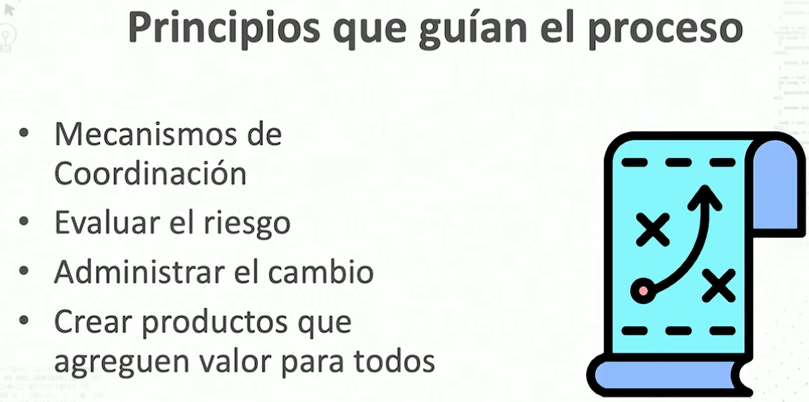 Principios que guían el proceso
• Mecanismos de
Coordinación
• Evaluar el riesgo
• Administrar el cambio
• Crear productos que
agreguen valor para todos